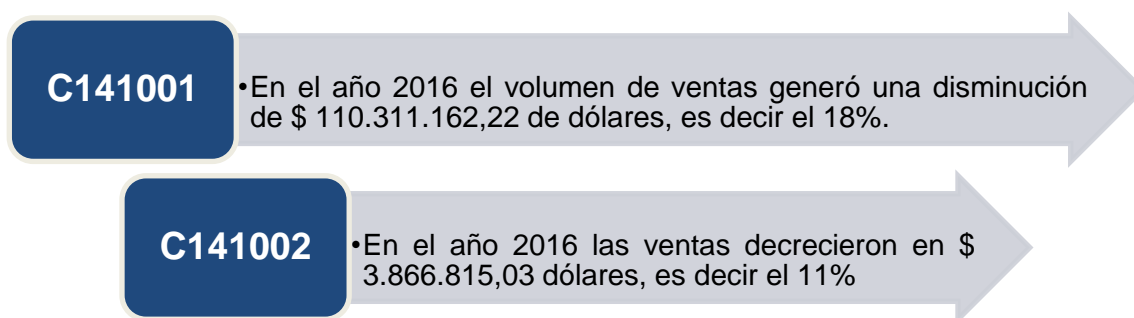 C141001
•En el año 2016 el volumen de ventas generó una disminución
de $ 110.311.162,22 de dólares, es decir el 18%.
C141002
•En el año 2016 las ventas decrecieron en $
3.866.815,03 dólares, es decir el 11%